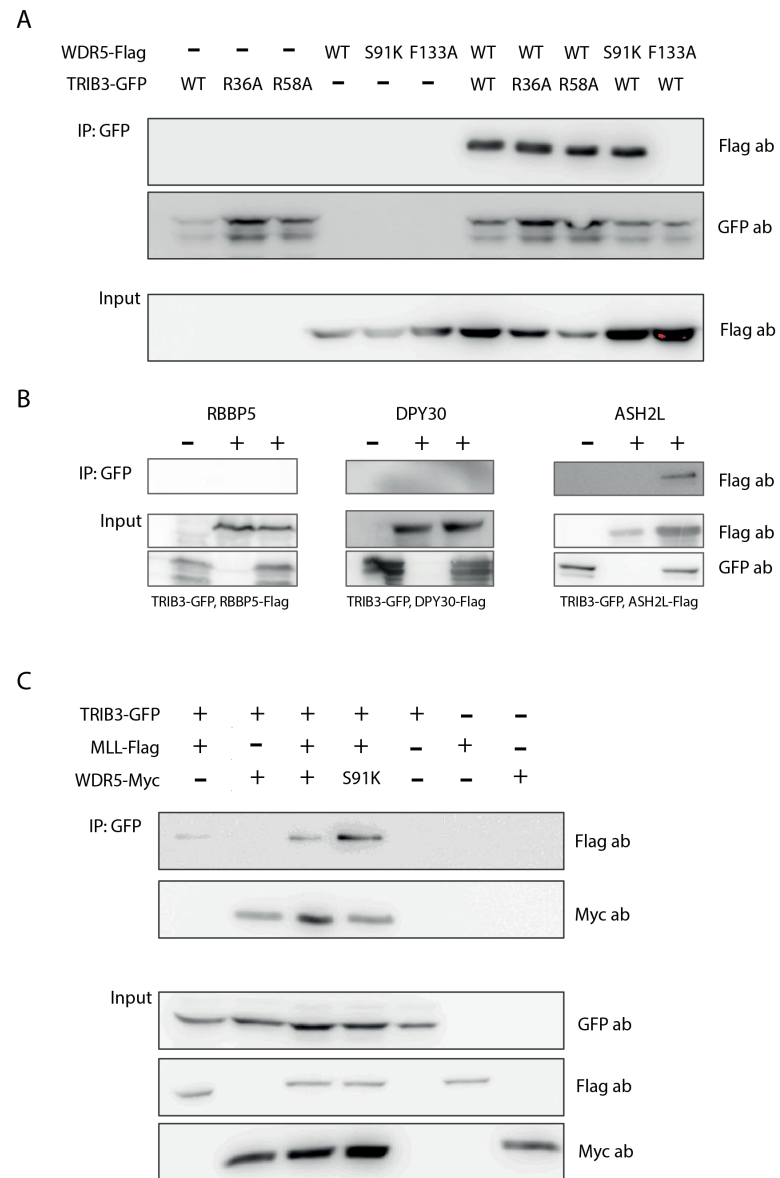 A
WDR5-Flag – – – WT S91K F133A WT WT WT S91K F133A
TRIB3-GFP WT R36A R58A – – – WT R36A R58A WT WT
IP: GFP
Flag ab
GFP ab
Input
Flag ab
B
RBBP5 DPY30 ASH2L
– + + – + + – + +
IP: GFP
Flag ab
Input
Flag ab
GFP ab
TRIB3-GFP, RBBP5-Flag TRIB3-GFP, DPY30-Flag TRIB3-GFP, ASH2L-Flag
C
TRIB3-GFP + + + + + – –
MLL-Flag + – + + – + –
WDR5-Myc – + + S91K – – +
IP: GFP
Flag ab
Myc ab
Input
GFP ab
Flag ab
Myc ab